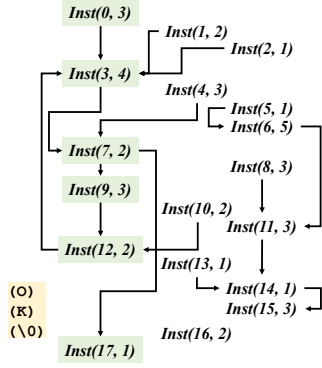 Inst(0, 3)
Inst(1, 2)
Inst(2, 1)
Inst(3, 4)
Inst(4, 3)
Inst(5, 1)
Inst(6, 5)
Inst(7, 2)
Inst(8, 3)
Inst(9, 3)
Inst(10, 2)
Inst(11, 3)
Inst(12, 2)
Inst(13, 1)
(O)
Inst(14, 1)
(K)
Inst(15, 3)
(\0)
Inst(16, 2)
Inst(17, 1)